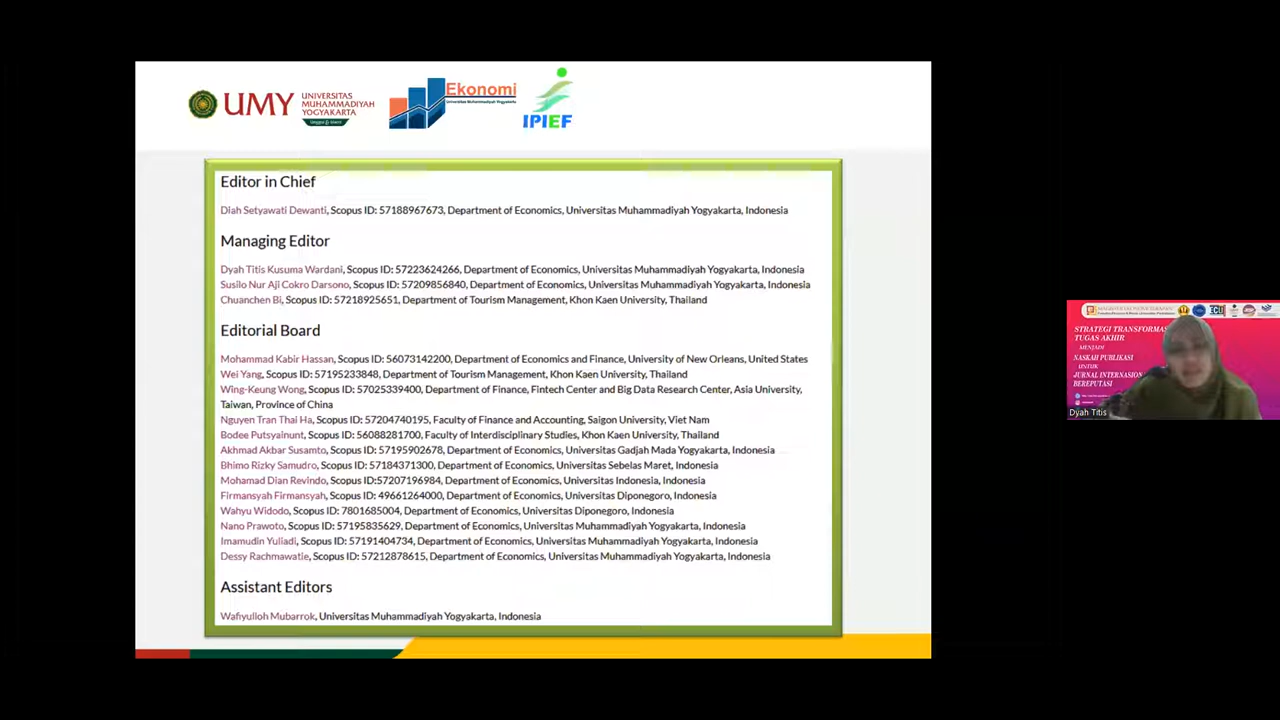 UMY
UNIVERSITAS
MUHAMMADIYAH
YOGYAKARTA
Ekonomi
Universitas Muhammadiyah Yogyakarta
IPIEF
Editor in Chief
Diah Setyawati Dewanti, Scopus ID: 57188967673, Department of Economics, Universitas Muhammadiyah Yogyakarta, Indonesia
Managing Editor
Dyah Titis Kusuma Wardani, Scopus ID: 57223624266, Department of Economics, Universitas Muhammadiyah Yogyakarta, Indonesia
Susilo Nur Aji Cokro Darsono, Scopus ID: 57209856840, Department of Economics, Universitas Muhammadiyah Yogyakarta, Indonesia
Chuanchen Bi, Scopus ID: 57218925651, Department of Tourism Management, Khon Kaen University, Thailand
Editorial Board
Mohammad Kabir Hassan, Scopus ID: 56073142200, Department of Economics and Finance, University of New Orleans, United States
Wei Yang, Scopus ID: 57195233848, Department of Tourism Management, Khon Kaen University, Thailand
Wing-Keung Wong, Scopus ID: 57025339400, Department of Finance, Fintech Center and Big Data Research Center, Asia University,
Taiwan, Province of China
Nguyen Tran Thai Ha, Scopus ID: 57204740195, Faculty of Finance and Accounting, Saigon University, Viet Nam
Bodee Putsyainunt, Scopus ID: 56088281700, Faculty of Interdisciplinary Studies, Khon Kaen University, Thailand
Akhmad Akbar Susamto, Scopus ID: 57195902678, Department of Economics, Universitas Gadjah Mada Yogyakarta, Indonesia
Bhimo Rizky Samudro, Scopus ID: 57184371300, Department of Economics, Universitas Sebelas Maret, Indonesia
Mohamad Dian Revindo, Scopus ID:57207196984, Department of Economics, Universitas Indonesia, Indonesia
Firmansyah Firmansyah, Scopus ID: 49661264000, Department of Economics, Universitas Diponegoro, Indonesia
Wahyu Widodo, Scopus ID: 7801685004, Department of Economics, Universitas Diponegoro, Indonesia
Nano Prawoto, Scopus ID: 57195835629, Department of Economics, Universitas Muhammadiyah Yogyakarta, Indonesia
Imamudin Yuliadi, Scopus ID: 57191404734, Department of Economics, Universitas Muhammadiyah Yogyakarta, Indonesia
Dessy Rachmawatie, Scopus ID: 57212878615, Department of Economics, Universitas Muhammadiyah Yogyakarta, Indonesia
Assistant Editors
Wafiyulloh Mubarrok, Universitas Muhammadiyah Yogyakarta, Indonesia
STRATEGI TRANSFORMA
TUGAS AKHIR
MENJADI
NASKAH PUBLIKASI
UNTUK
JURNAL INTERNASION
BEREPUTASI
Dyah Titis